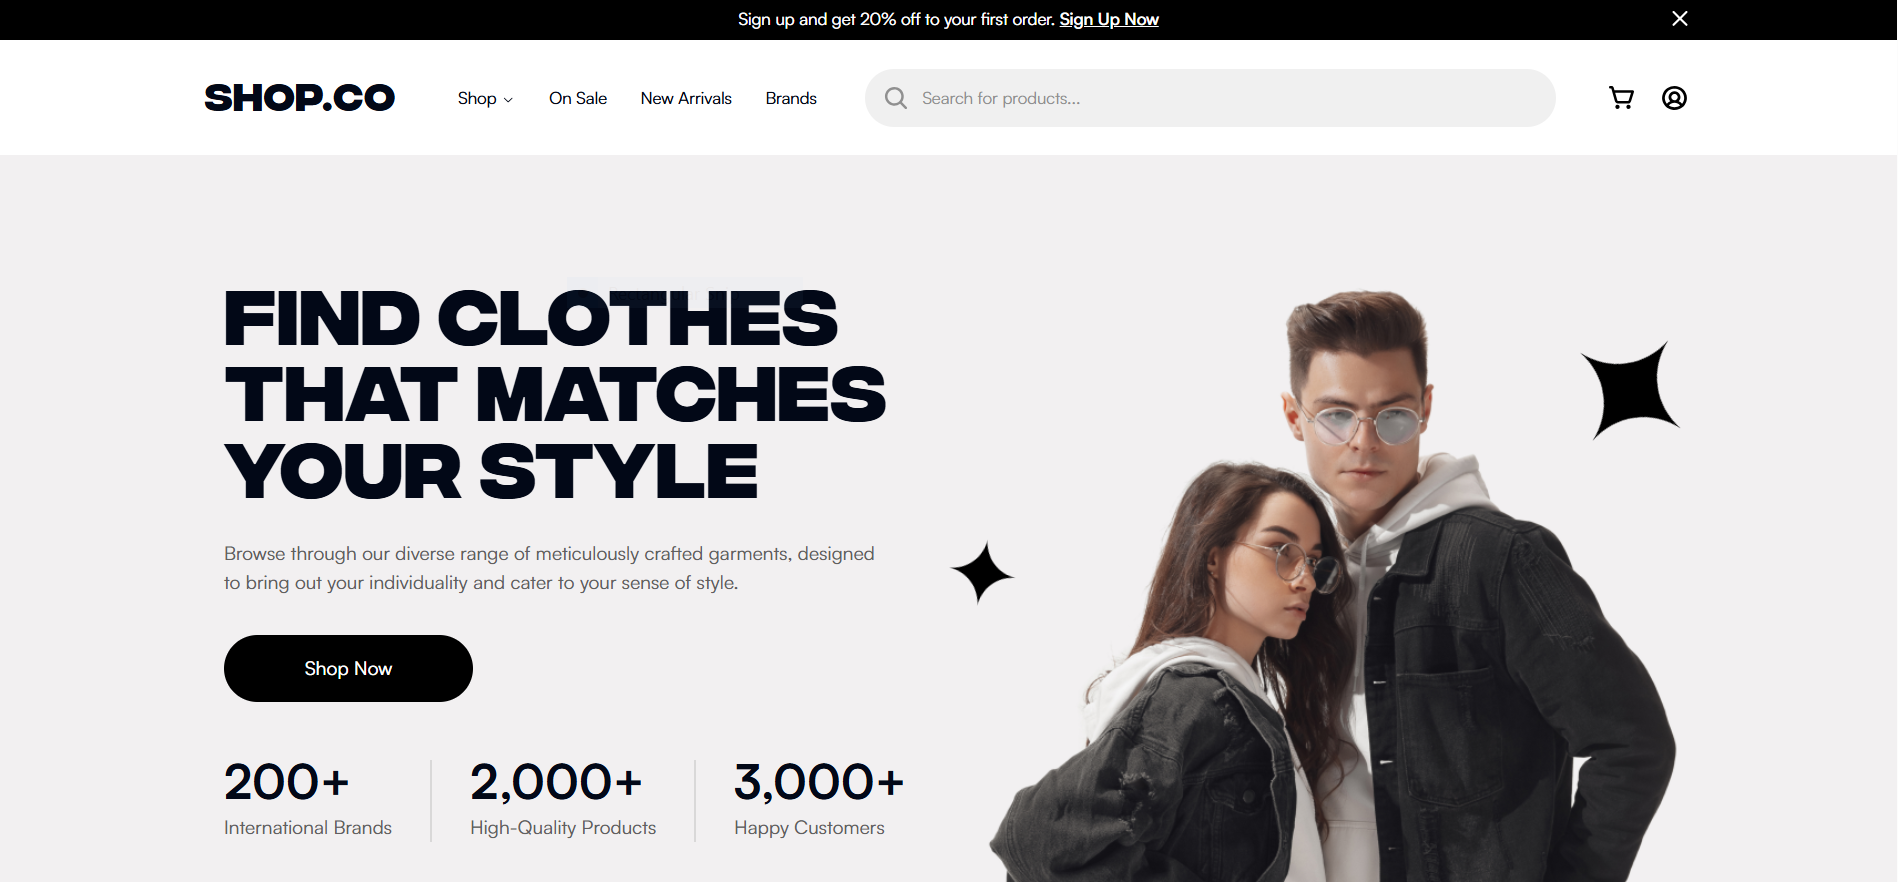 Sign up and get 20% off to your first order. Sign Up Now
SHOP.CO
Shop
On Sale
New Arrivals
Brands
Search for products...
FIND CLOTHES
THAT MATCHES
YOUR STYLE
Browse through our diverse range of meticulously crafted garments, designed
to bring out your individuality and cater to your sense of style.
Shop Now
200+
International Brands
2,000+
High-Quality Products
3,000+
Happy Customers